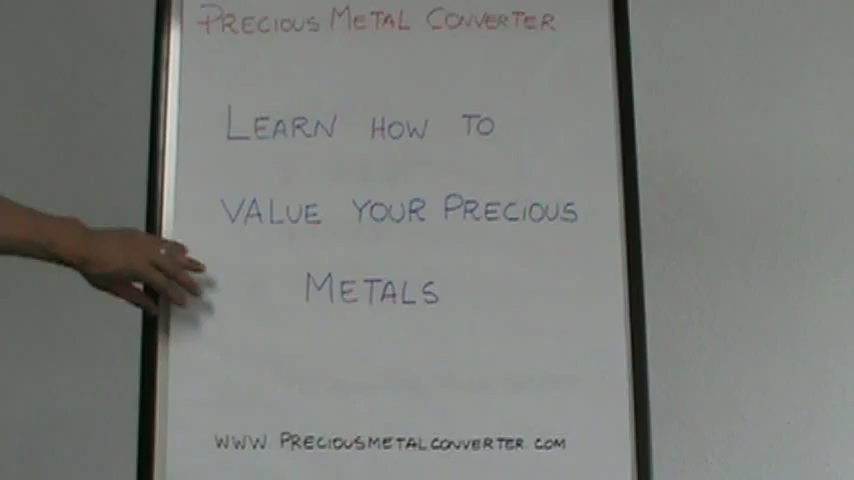 PRECIOUS METAL CONVERTER
LEARN HOW TO
VALUE YOUR PRECIOUS
METALS
WWW.PRECIOUSMETALCONVERTER.COM